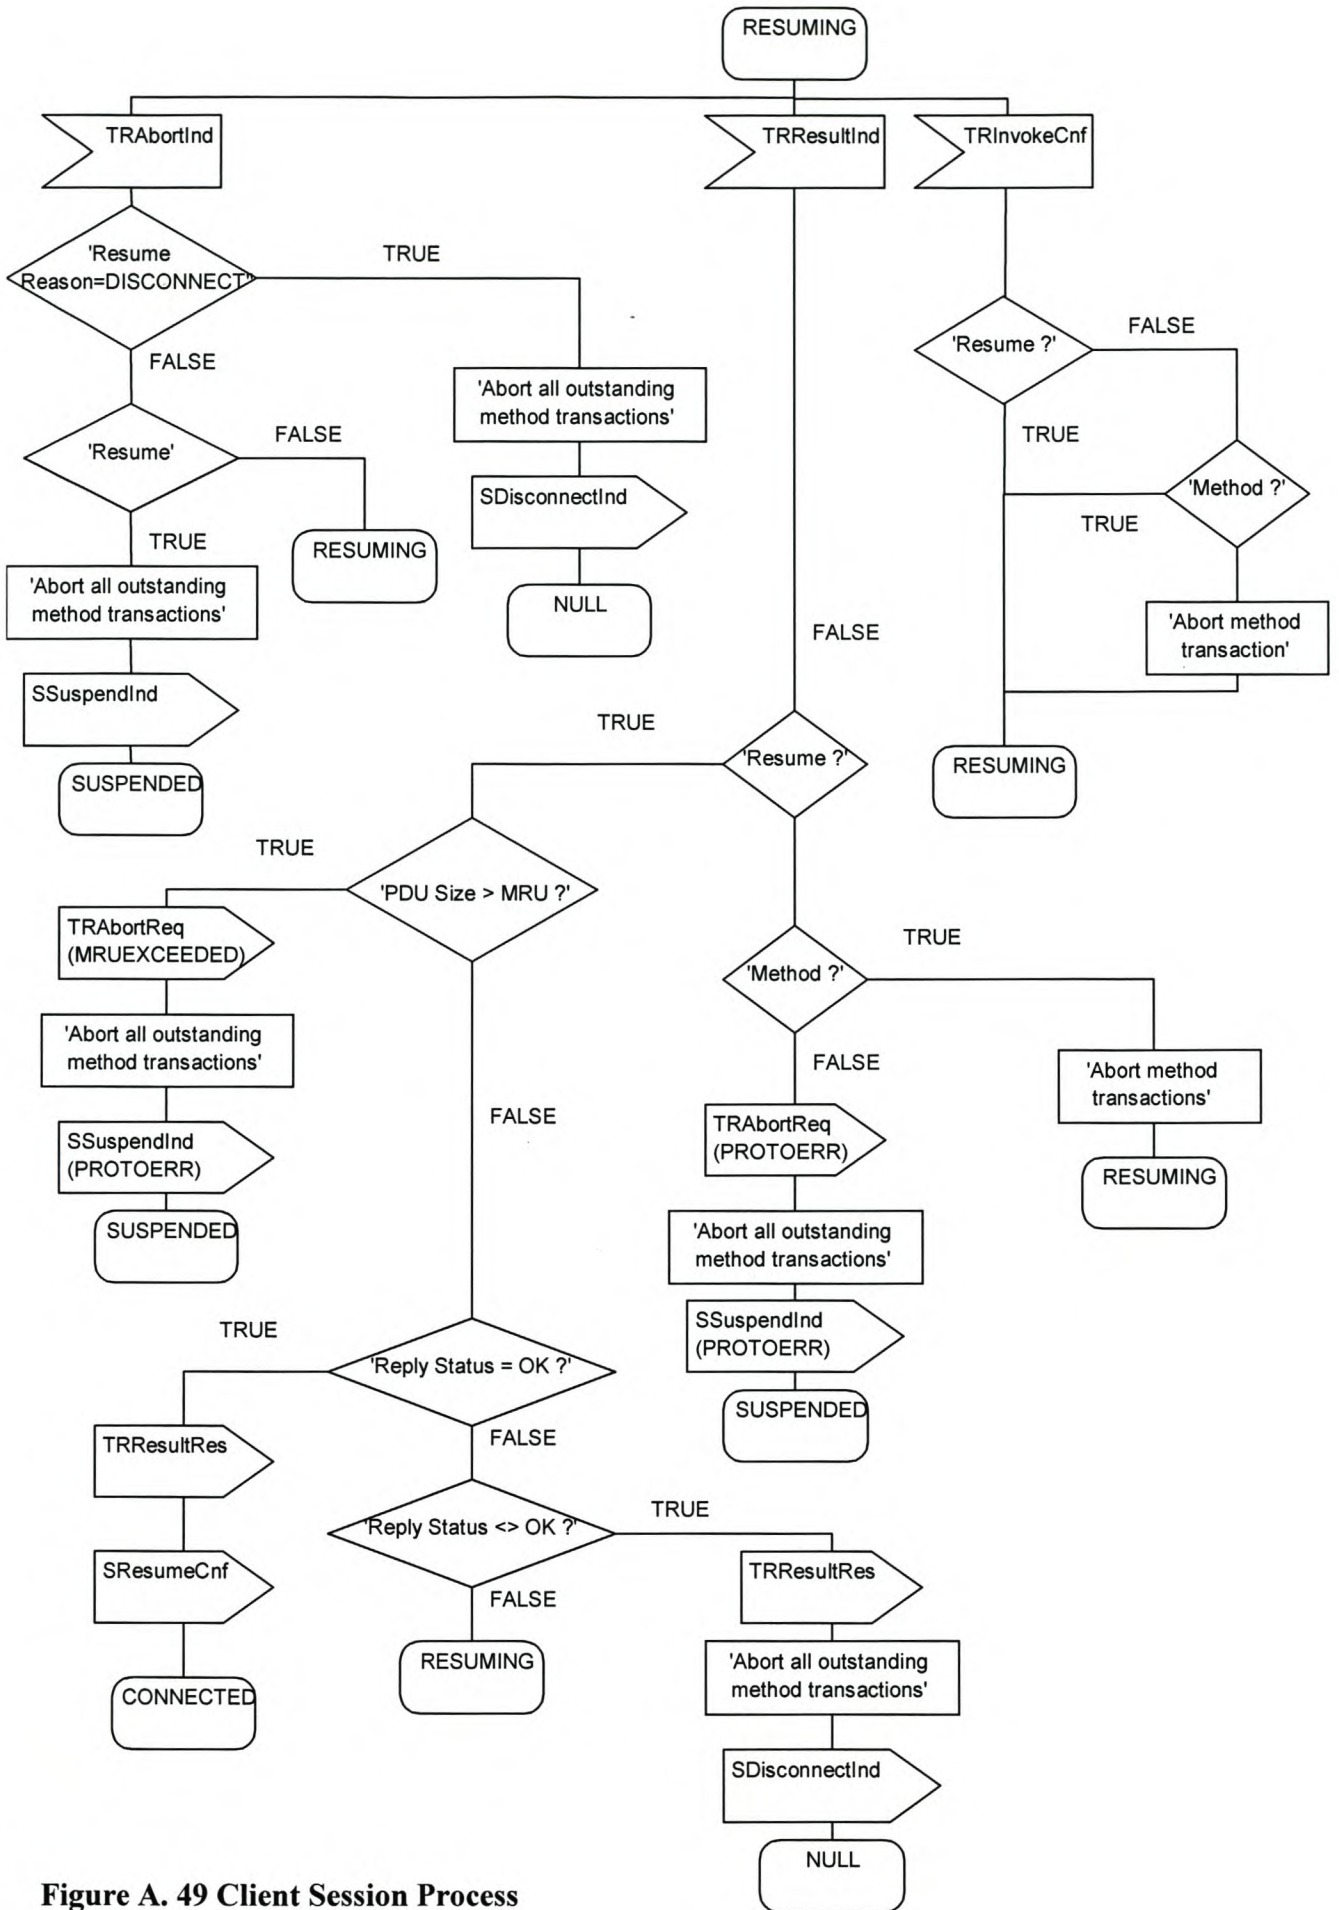 RESUMING
TRAbortInd
TRResultInd
TRInvokeCnf
'Resume
Reason=DISCONNECT"
TRUE
FALSE
'Resume ?'
FALSE
TRUE
'Method ?'
TRUE
'Abort method
transaction'
RESUMING
'Resume'
FALSE
RESUMING
TRUE
'Abort all outstanding
method transactions'
SSuspendInd
SUSPENDED
'Abort all outstanding
method transactions'
SDisconnectInd
NULL
FALSE
TRUE
'Resume ?'
TRUE
'PDU Size > MRU ?'
TRAbortReq
(MRUEXCEEDED)
'Abort all outstanding
method transactions'
SSuspendInd
(PROTOERR)
SUSPENDED
FALSE
'Method ?'
TRUE
FALSE
'Abort method
transactions'
RESUMING
TRAbortReq
(PROTOERR)
'Abort all outstanding
method transactions'
SSuspendInd
(PROTOERR)
SUSPENDED
TRUE
'Reply Status = OK ?'
FALSE
TRResultRes
SResumeCnf
CONNECTED
'Reply Status <> OK ?'
TRUE
FALSE
RESUMING
TRResultRes
'Abort all outstanding
method transactions'
SDisconnectInd
NULL
Figure A. 49 Client Session Process